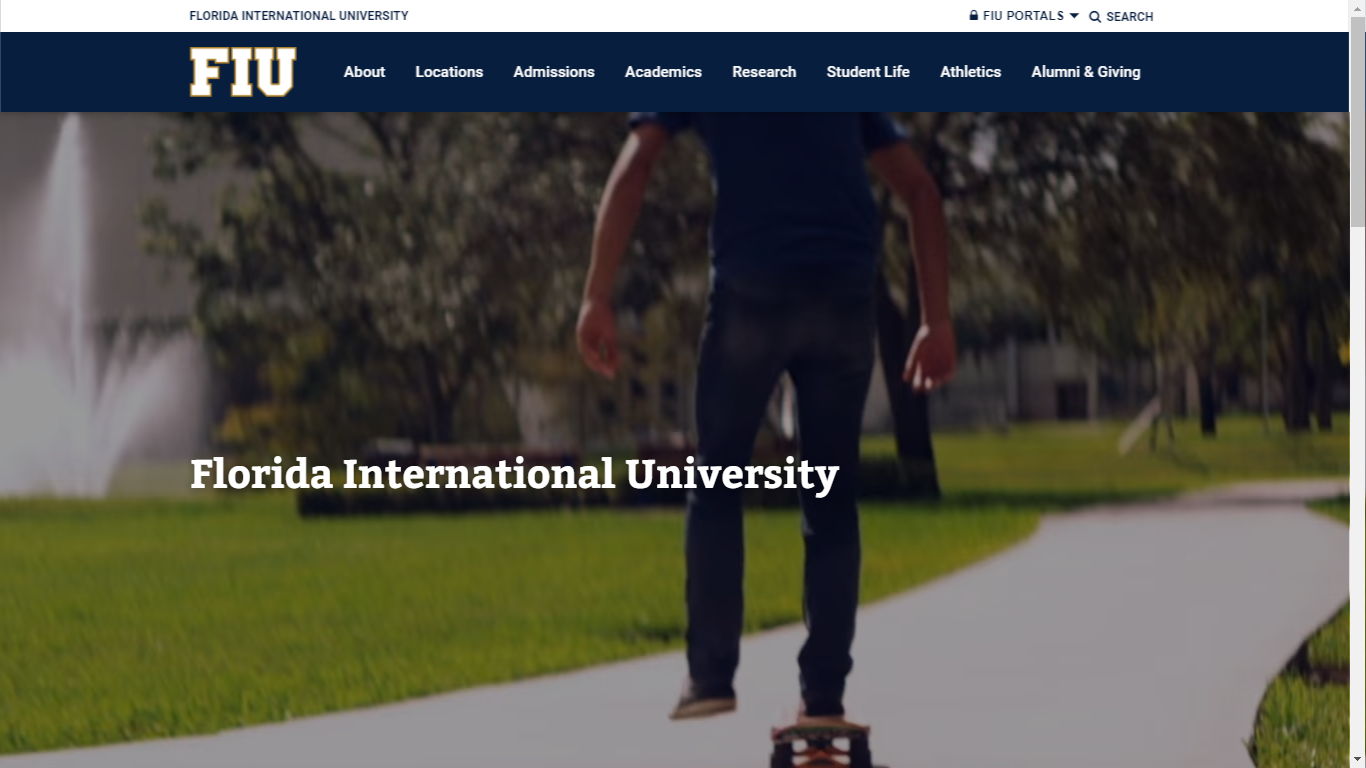 FLORIDA INTERNATIONAL UNIVERSITY
FIU PORTALS SEARCH
FIU About Locations Admissions Academics Research Student Life Athletics Alumni & Giving
Florida International University